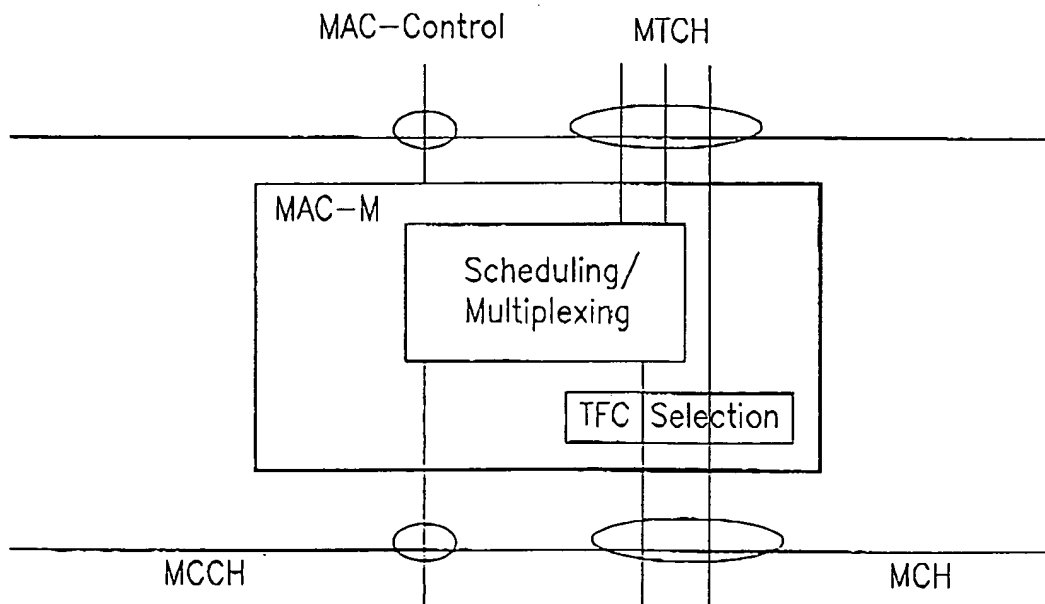 MAC-Control
MTCH
MAC-M
Scheduling/
Multiplexing
TFC Selection
MCCH
MCH